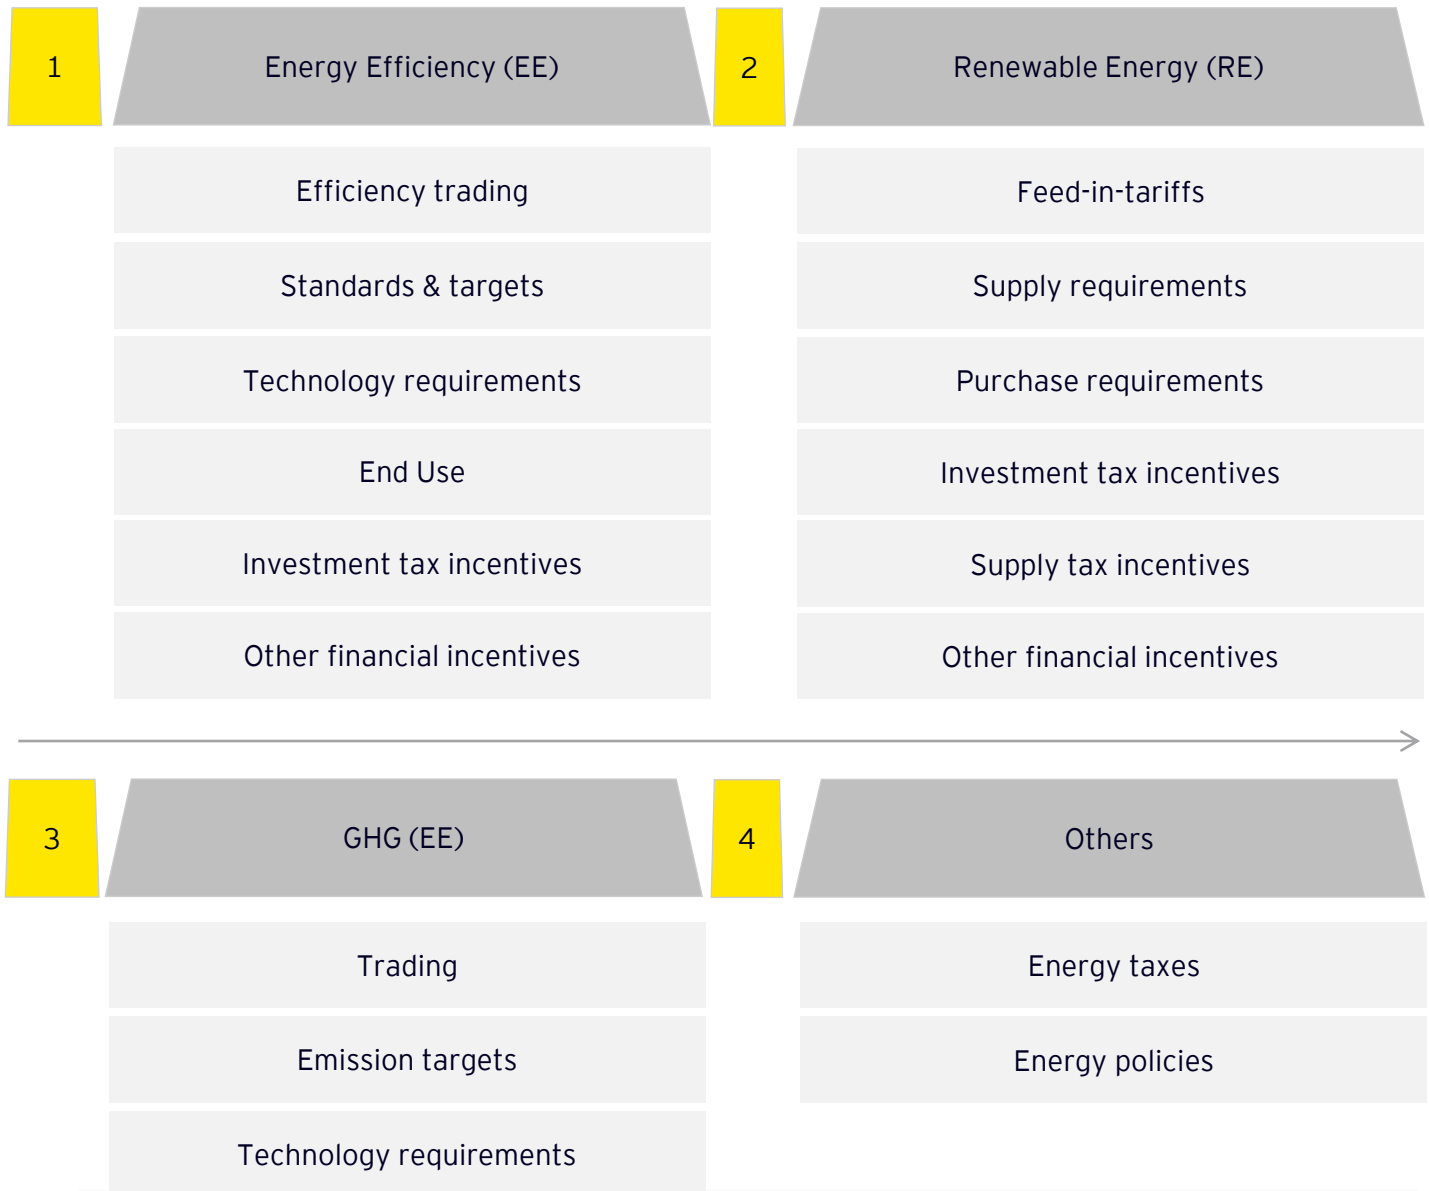 1
Energy Efficiency (EE)
Efficiency trading
Standards & targets
Technology requirements
End Use
Investment tax incentives
Other financial incentives
2
Renewable Energy (RE)
Feed-in-tariffs
Supply requirements
Purchase requirements
Investment tax incentives
Supply tax incentives
Other financial incentives
3
GHG (EE)
Trading
Emission targets
Technology requirements
4
Others
Energy taxes
Energy policies